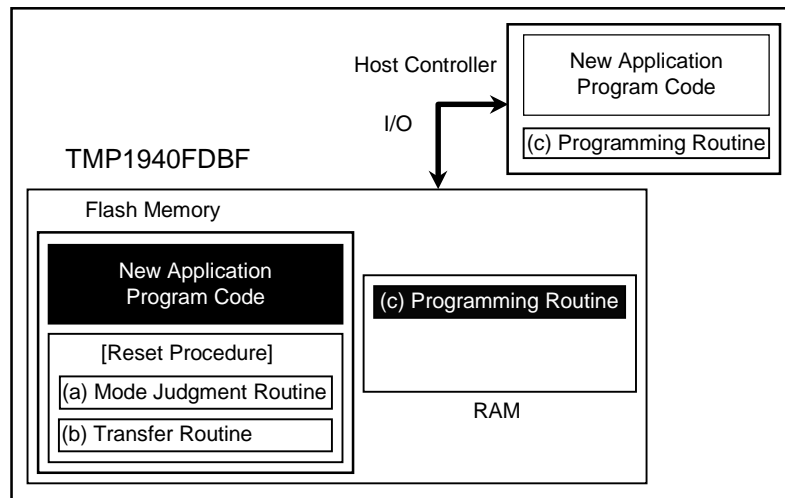 Host Controller
New Application
Program Code
I/O
(c) Programming Routine
TMP1940FDBF
Flash Memory
New Application
Program Code
(c) Programming Routine
[Reset Procedure]
(a) Mode Judgment Routine
RAM
(b) Transfer Routine